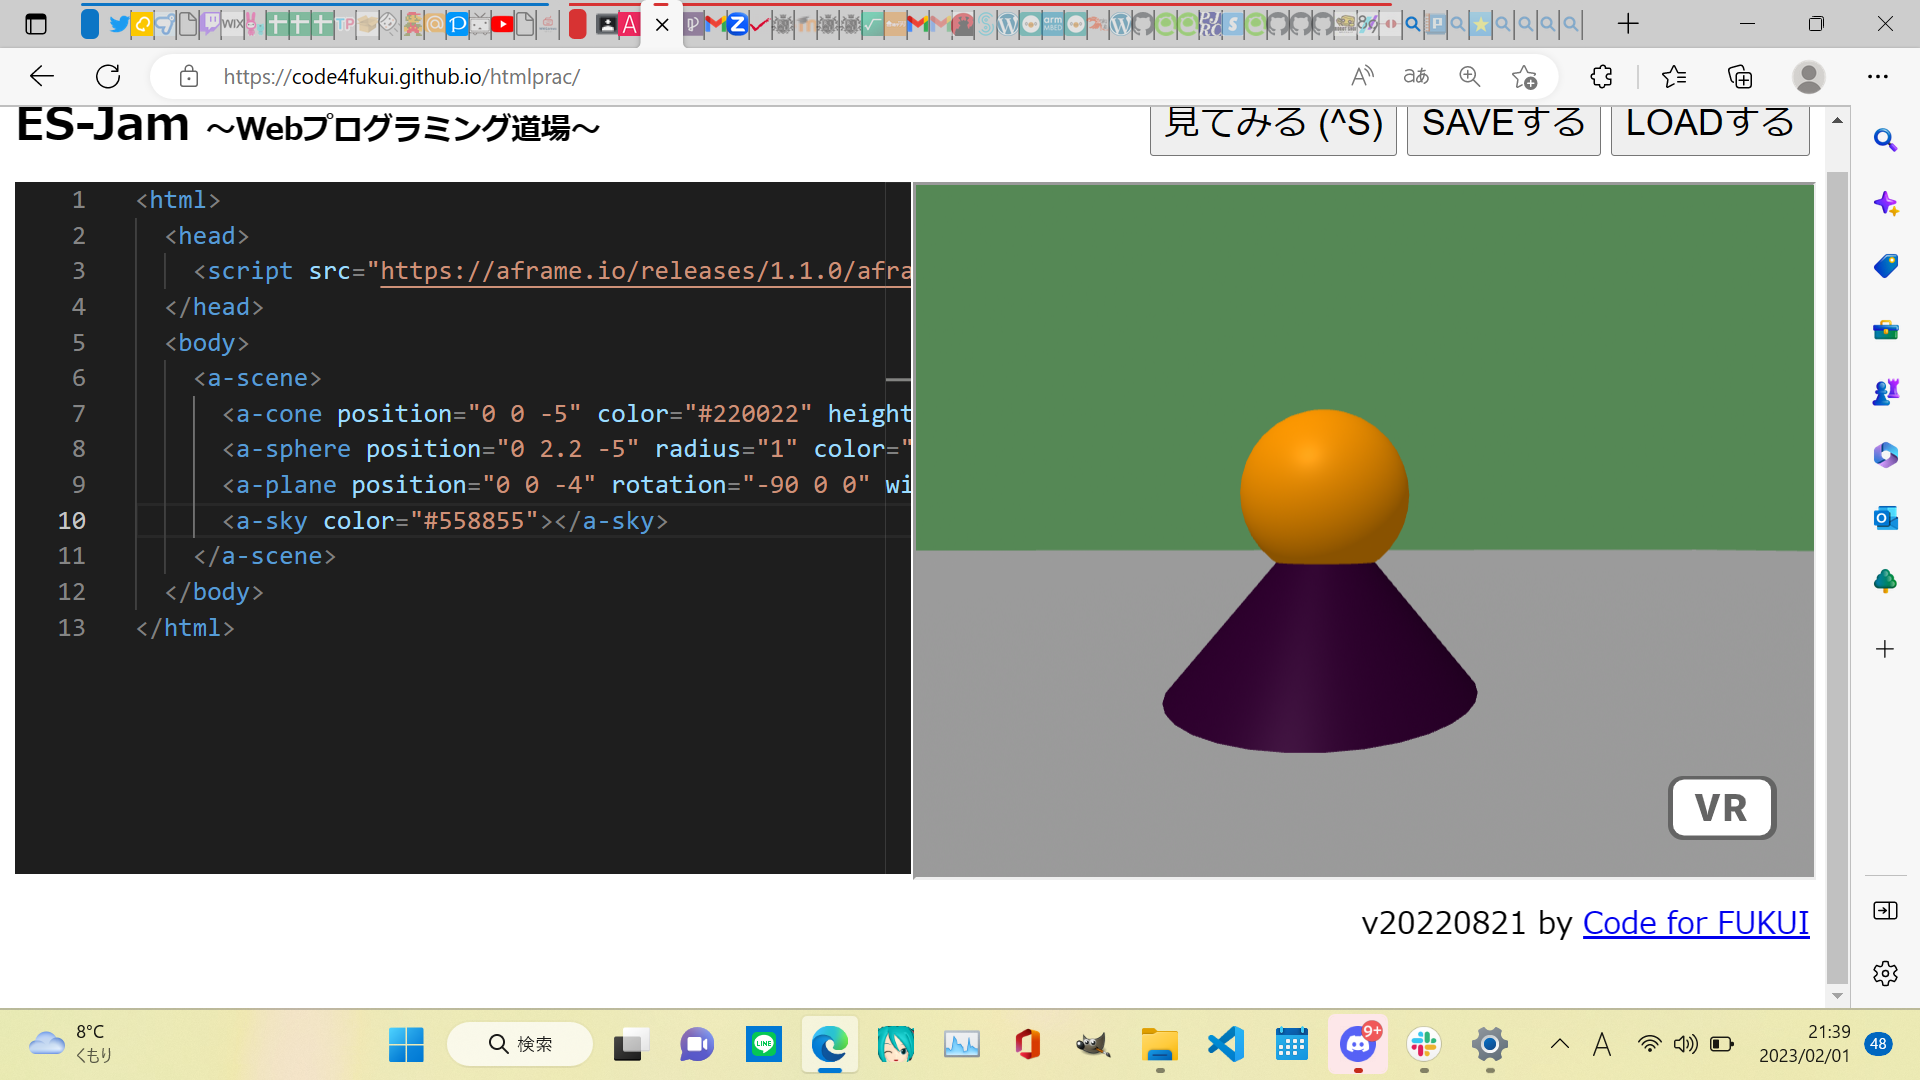 https://code4fukui.github.io/htmlprac/
ES-Jam ～Webプログラミング道場～
見てみる (^S)
SAVEする
LOADする
1 <html>
2 <head>
3 <script src="https://aframe.io/releases/1.1.0/afra
4 </head>
5 <body>
6 <a-scene>
7 <a-cone position="0 0 -5" color="#220022" height
8 <a-sphere position="0 2.2 -5" radius="1" color="
9 <a-plane position="0 0 -4" rotation="-90 0 0" wi
10 <a-sky color="#558855"></a-sky>
11 </a-scene>
12 </body>
13 </html>
VR
v20220821 by Code for FUKUI
8°C
くもり
検索
LINE
9+
A
21:39
2023/02/01
48